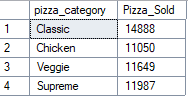 pizza_category Pizza_Sold
1 Classic 14888
2 Chicken 11050
3 Veggie 11649
4 Supreme 11987